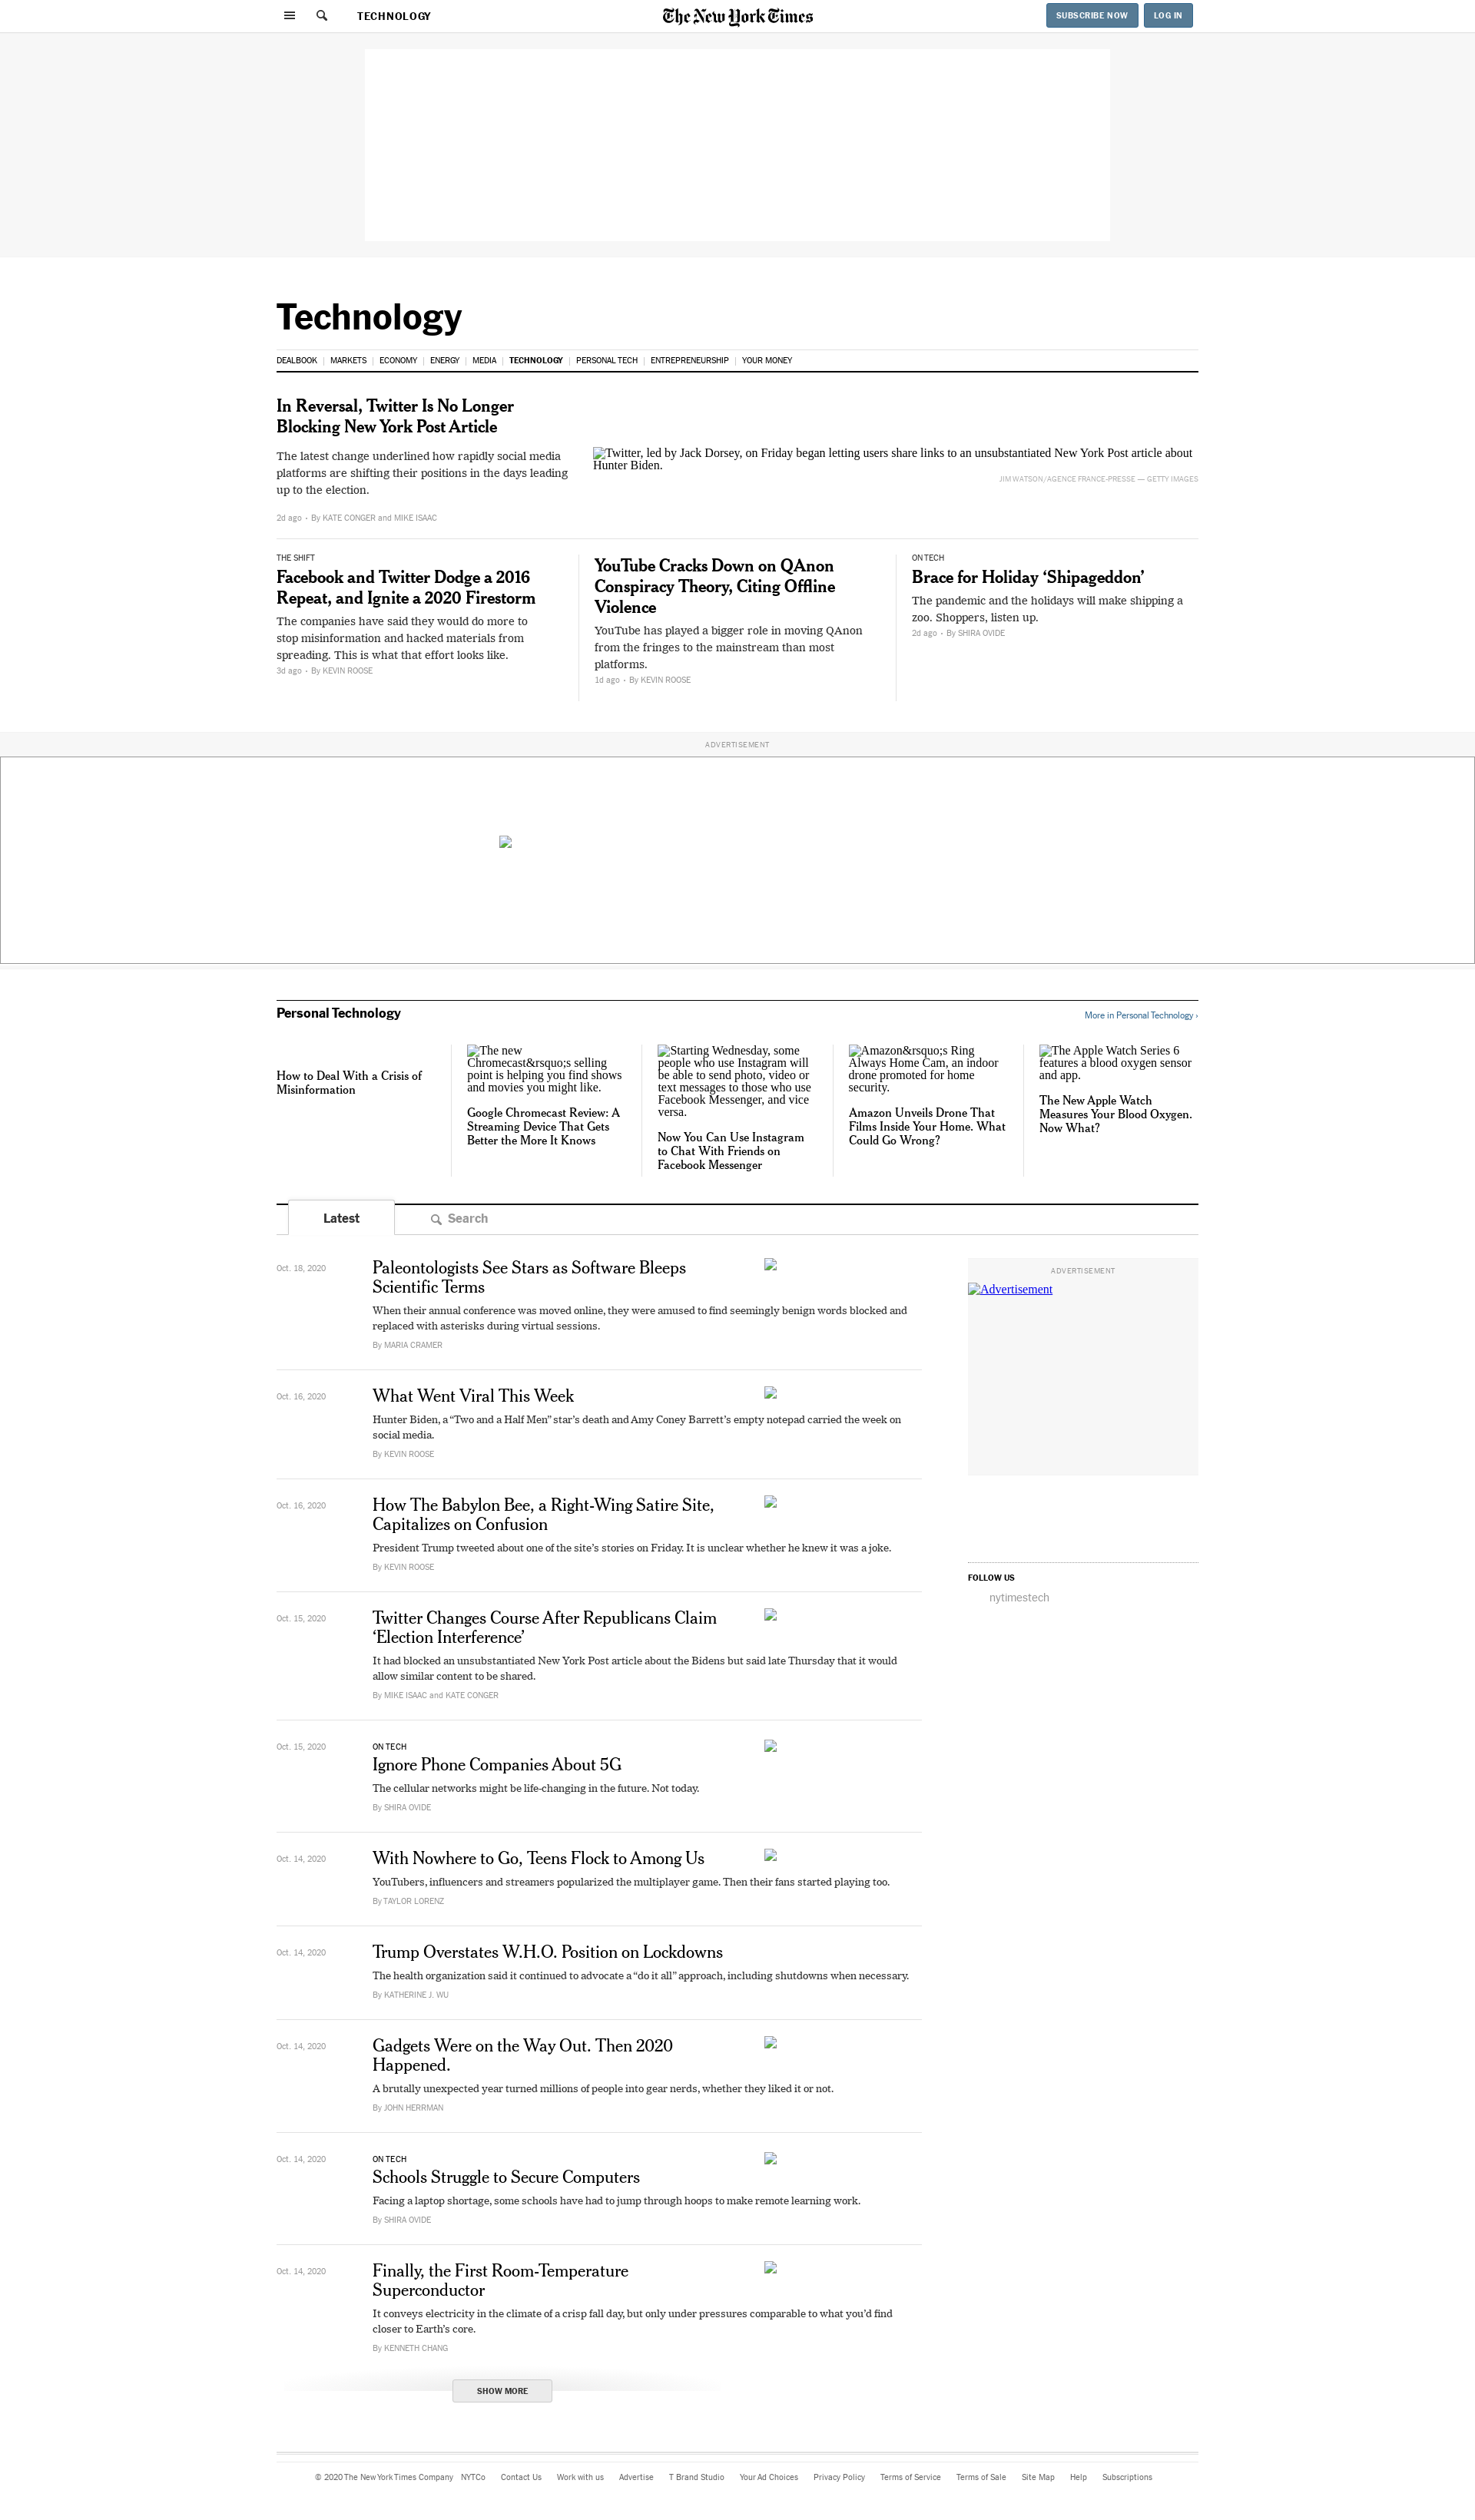 TECHNOLOGY
The New York Times
SUBSCRIBE NOW
LOG IN
Technology
DEALBOOK
MARKETS
ECONOMY
ENERGY
MEDIA
TECHNOLOGY
PERSONAL TECH
ENTREPRENEURSHIP
YOUR MONEY
In Reversal, Twitter Is No Longer
Blocking New York Post Article
The latest change underlined how rapidly social media
platforms are shifting their positions in the days leading
up to the election.
2d ago • By KATE CONGER and MIKE ISAAC
Twitter, led by Jack Dorsey, on Friday began letting users share links to an unsubstantiated New York Post article about
Hunter Biden.
JIM WATSON/AGENCE FRANCE-PRESSE — GETTY IMAGES
THE SHIFT
Facebook and Twitter Dodge a 2016
Repeat, and Ignite a 2020 Firestorm
The companies have said they would do more to
stop misinformation and hacked materials from
spreading. This is what that effort looks like.
3d ago • By KEVIN ROOSE
YouTube Cracks Down on QAnon
Conspiracy Theory, Citing Offline
Violence
YouTube has played a bigger role in moving QAnon
from the fringes to the mainstream than most
platforms.
1d ago • By KEVIN ROOSE
ON TECH
Brace for Holiday ‘Shipageddon’
The pandemic and the holidays will make shipping a
zoo. Shoppers, listen up.
2d ago • By SHIRA OVIDE
ADVERTISEMENT
Personal Technology
More in Personal Technology ›
How to Deal With a Crisis of
Misinformation
The new
Chromecast&rsquo;s selling
point is helping you find shows
and movies you might like.
Google Chromecast Review: A
Streaming Device That Gets
Better the More It Knows
Starting Wednesday, some
people who use Instagram will
be able to send photo, video or
text messages to those who use
Facebook Messenger, and vice
versa.
Now You Can Use Instagram
to Chat With Friends on
Facebook Messenger
Amazon&rsquo;s Ring
Always Home Cam, an indoor
drone promoted for home
security.
Amazon Unveils Drone That
Films Inside Your Home. What
Could Go Wrong?
The Apple Watch Series 6
features a blood oxygen sensor
and app.
The New Apple Watch
Measures Your Blood Oxygen.
Now What?
Latest
Search
Oct. 18, 2020
Paleontologists See Stars as Software Bleeps
Scientific Terms
When their annual conference was moved online, they were amused to find seemingly benign words blocked and
replaced with asterisks during virtual sessions.
By MARIA CRAMER
Oct. 16, 2020
What Went Viral This Week
Hunter Biden, a “Two and a Half Men” star’s death and Amy Coney Barrett’s empty notepad carried the week on
social media.
By KEVIN ROOSE
Oct. 16, 2020
How The Babylon Bee, a Right-Wing Satire Site,
Capitalizes on Confusion
President Trump tweeted about one of the site’s stories on Friday. It is unclear whether he knew it was a joke.
By KEVIN ROOSE
Oct. 15, 2020
Twitter Changes Course After Republicans Claim
‘Election Interference’
It had blocked an unsubstantiated New York Post article about the Bidens but said late Thursday that it would
allow similar content to be shared.
By MIKE ISAAC and KATE CONGER
Oct. 15, 2020
ON TECH
Ignore Phone Companies About 5G
The cellular networks might be life-changing in the future. Not today.
By SHIRA OVIDE
Oct. 14, 2020
With Nowhere to Go, Teens Flock to Among Us
YouTubers, influencers and streamers popularized the multiplayer game. Then their fans started playing too.
By TAYLOR LORENZ
Oct. 14, 2020
Trump Overstates W.H.O. Position on Lockdowns
The health organization said it continued to advocate a “do it all” approach, including shutdowns when necessary.
By KATHERINE J. WU
Oct. 14, 2020
Gadgets Were on the Way Out. Then 2020
Happened.
A brutally unexpected year turned millions of people into gear nerds, whether they liked it or not.
By JOHN HERRMAN
Oct. 14, 2020
ON TECH
Schools Struggle to Secure Computers
Facing a laptop shortage, some schools have had to jump through hoops to make remote learning work.
By SHIRA OVIDE
Oct. 14, 2020
Finally, the First Room-Temperature
Superconductor
It conveys electricity in the climate of a crisp fall day, but only under pressures comparable to what you’d find
closer to Earth’s core.
By KENNETH CHANG
SHOW MORE
ADVERTISEMENT
Advertisement
FOLLOW US
nytimestech
© 2020 The New York Times Company
NYTCo
Contact Us
Work with us
Advertise
T Brand Studio
Your Ad Choices
Privacy Policy
Terms of Service
Terms of Sale
Site Map
Help
Subscriptions